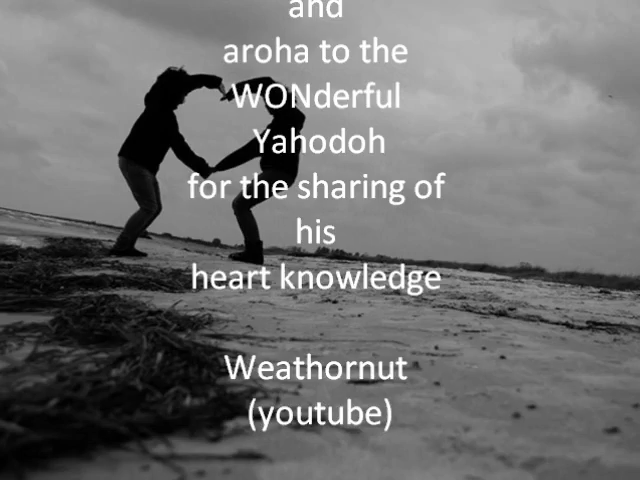 and
aroha to the
WONderful
Yahodoh
for the sharing of
his
heart knowledge
Weathornut
(youtube)